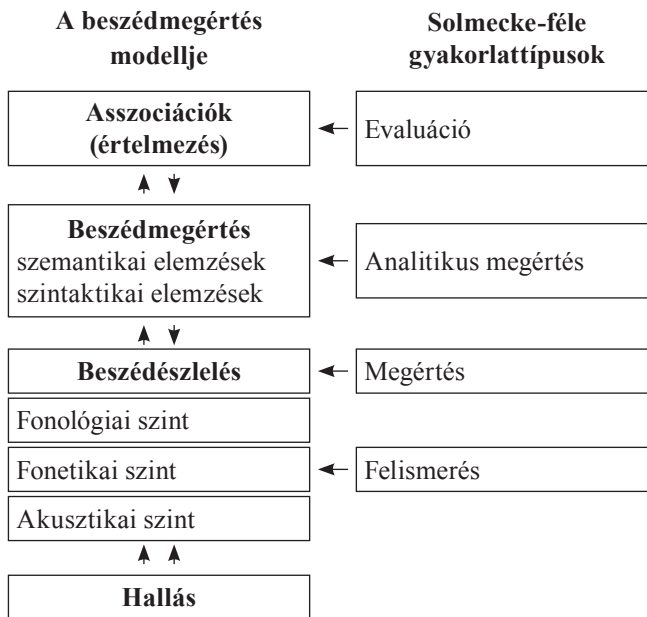 A beszédmegértés
modellje
Solmecke-féle
gyakorlattípusok
Asszociációk
(értelmezés)
Evaluáció
Beszédmegértés
szemantikai elemzések
szintaktikai elemzések
Analitikus megértés
Beszédészlelés
Megértés
Fonológiai szint
Fonetikai szint
Felismerés
Akusztikai szint
Hallás